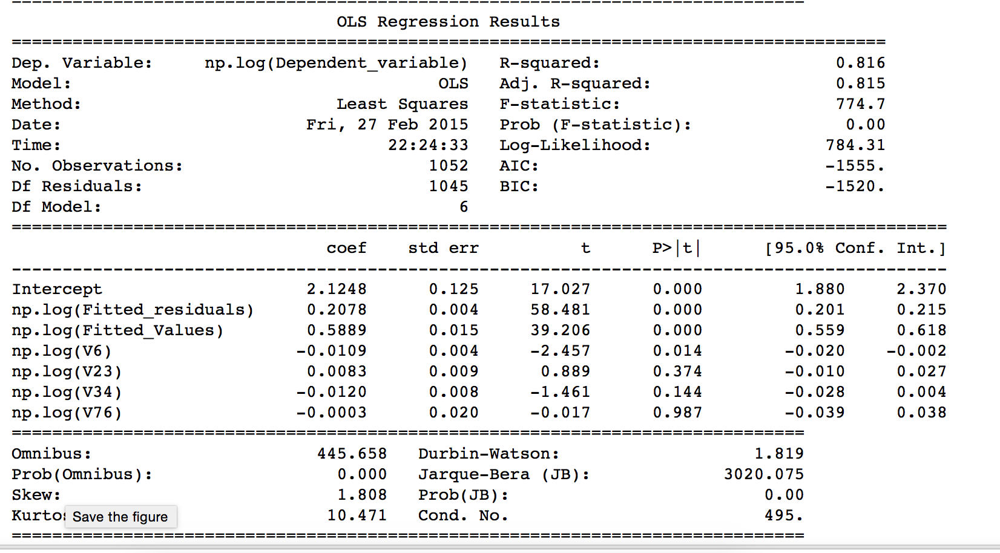 ==============================================================================
OLS Regression Results
======================================================================================
Dep. Variable: np.log(Dependent_variable) R-squared: 0.816
Model: OLS Adj. R-squared: 0.815
Method: Least Squares F-statistic: 774.7
Date: Fri, 27 Feb 2015 Prob (F-statistic): 0.00
Time: 22:24:33 Log-Likelihood: 784.31
No. Observations: 1052 AIC: -1555.
Df Residuals: 1045 BIC: -1520.
Df Model: 6
============================================================================================
coef std err t P>|t| [95.0% Conf. Int.]
--------------------------------------------------------------------------------------------
Intercept 2.1248 0.125 17.027 0.000 1.880 2.370
np.log(Fitted_residuals) 0.2078 0.004 58.481 0.000 0.201 0.215
np.log(Fitted_Values) 0.5889 0.015 39.206 0.000 0.559 0.618
np.log(V6) -0.0109 0.004 -2.457 0.014 -0.020 -0.002
np.log(V23) 0.0083 0.009 0.889 0.374 -0.010 0.027
np.log(V34) -0.0120 0.008 -1.461 0.144 -0.028 0.004
np.log(V76) -0.0003 0.020 -0.017 0.987 -0.039 0.038
==============================================================================
Omnibus: 445.658 Durbin-Watson: 1.819
Prob(Omnibus): 0.000 Jarque-Bera (JB): 3020.075
Skew: 1.808 Prob(JB): 0.00
Kurto 10.471 Cond. No. 495.
Save the figure
==============================================================================